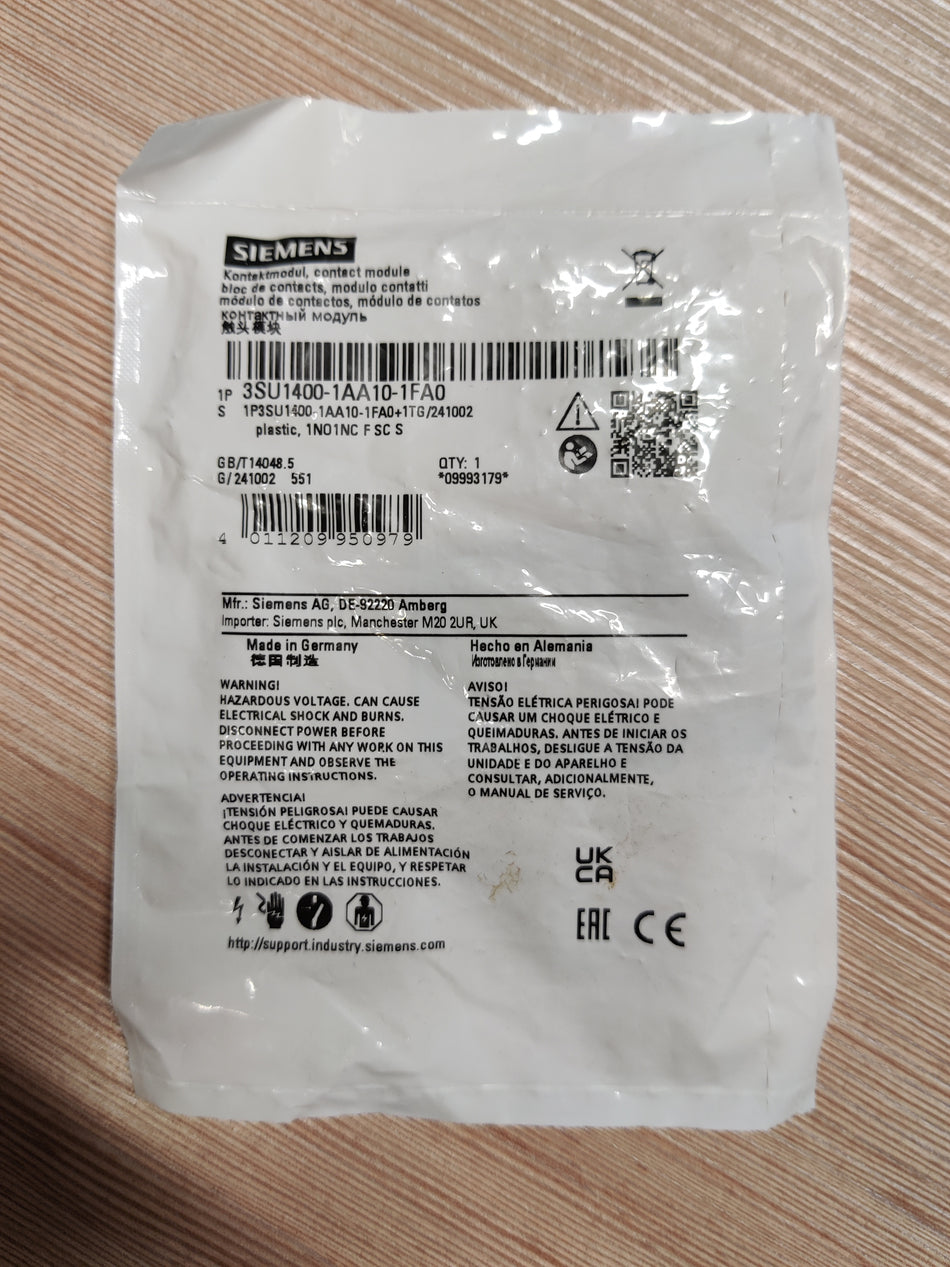 SIEMENS
Kontaktmodul, contact module
bloc de contacts, modulo contatti
módulo de contactos, módulo de contatos
контактный модуль
触头模块
1P 3SU1400-1AA10-1FA0
S 1P3SU1400-1AA10-1FA0+1TG/241002
plastic, 1NO1NC F SC S
GB/T14048.5
G/241002 551
QTY: 1
*09993179*
4 011209 950979
Mfr.: Siemens AG, DE-92220 Amberg
Importer: Siemens plc, Manchester M20 2UR, UK
Made in Germany
德国制造
Hecho en Alemania
Изготовлено в Германии
WARNING!
HAZARDOUS VOLTAGE. CAN CAUSE
ELECTRICAL SHOCK AND BURNS.
DISCONNECT POWER BEFORE
PROCEEDING WITH ANY WORK ON THIS
EQUIPMENT AND OBSERVE THE
OPERATING INSTRUCTIONS.
ADVERTENCIA!
¡TENSIÓN PELIGROSA! PUEDE CAUSAR
CHOQUE ELÉCTRICO Y QUEMADURAS.
ANTES DE COMENZAR LOS TRABAJOS
DESCONECTAR Y AISLAR DE ALIMENTACIÓN
LA INSTALACIÓN Y EL EQUIPO, Y RESPETAR
LO INDICADO EN LAS INSTRUCCIONES.
http://support.industry.siemens.com
AVISO!
TENSÃO ELÉTRICA PERIGOSA! PODE
CAUSAR UM CHOQUE ELÉTRICO E
QUEIMADURAS. ANTES DE INICIAR OS
TRABALHOS, DESLIGUE A TENSÃO DA
UNIDADE E DO APARELHO E
CONSULTAR, ADICIONALMENTE,
O MANUAL DE SERVIÇO.
UK
CA
EAC CE